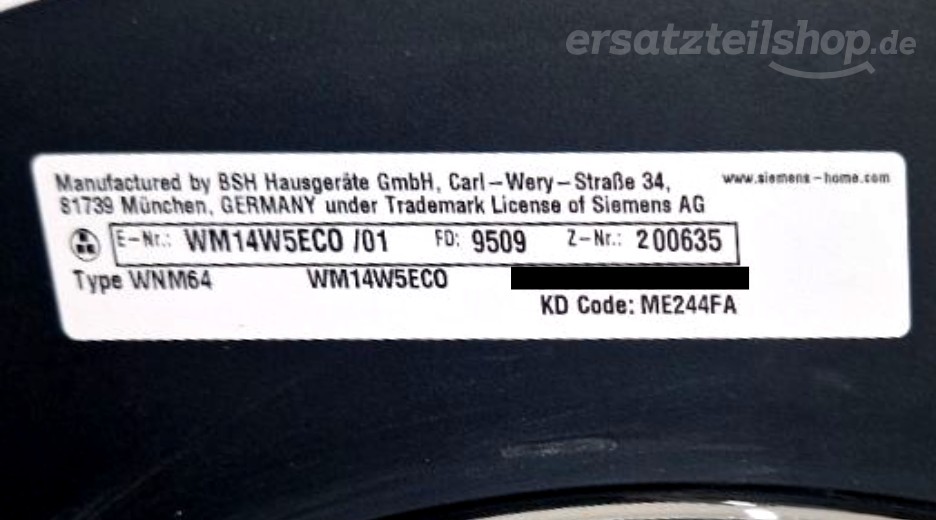 ersatzteilshop.de
Manufactured by BSH Hausgeräte GmbH, Carl-Wery-Straße 34, www.siemens-home.com
81739 München, GERMANY under Trademark License of Siemens AG
E-Nr.: WM14W5ECO /01 FD: 9509 Z-Nr.: 200635
Type WNM64 WM14W5ECO
KD Code: ME244FA